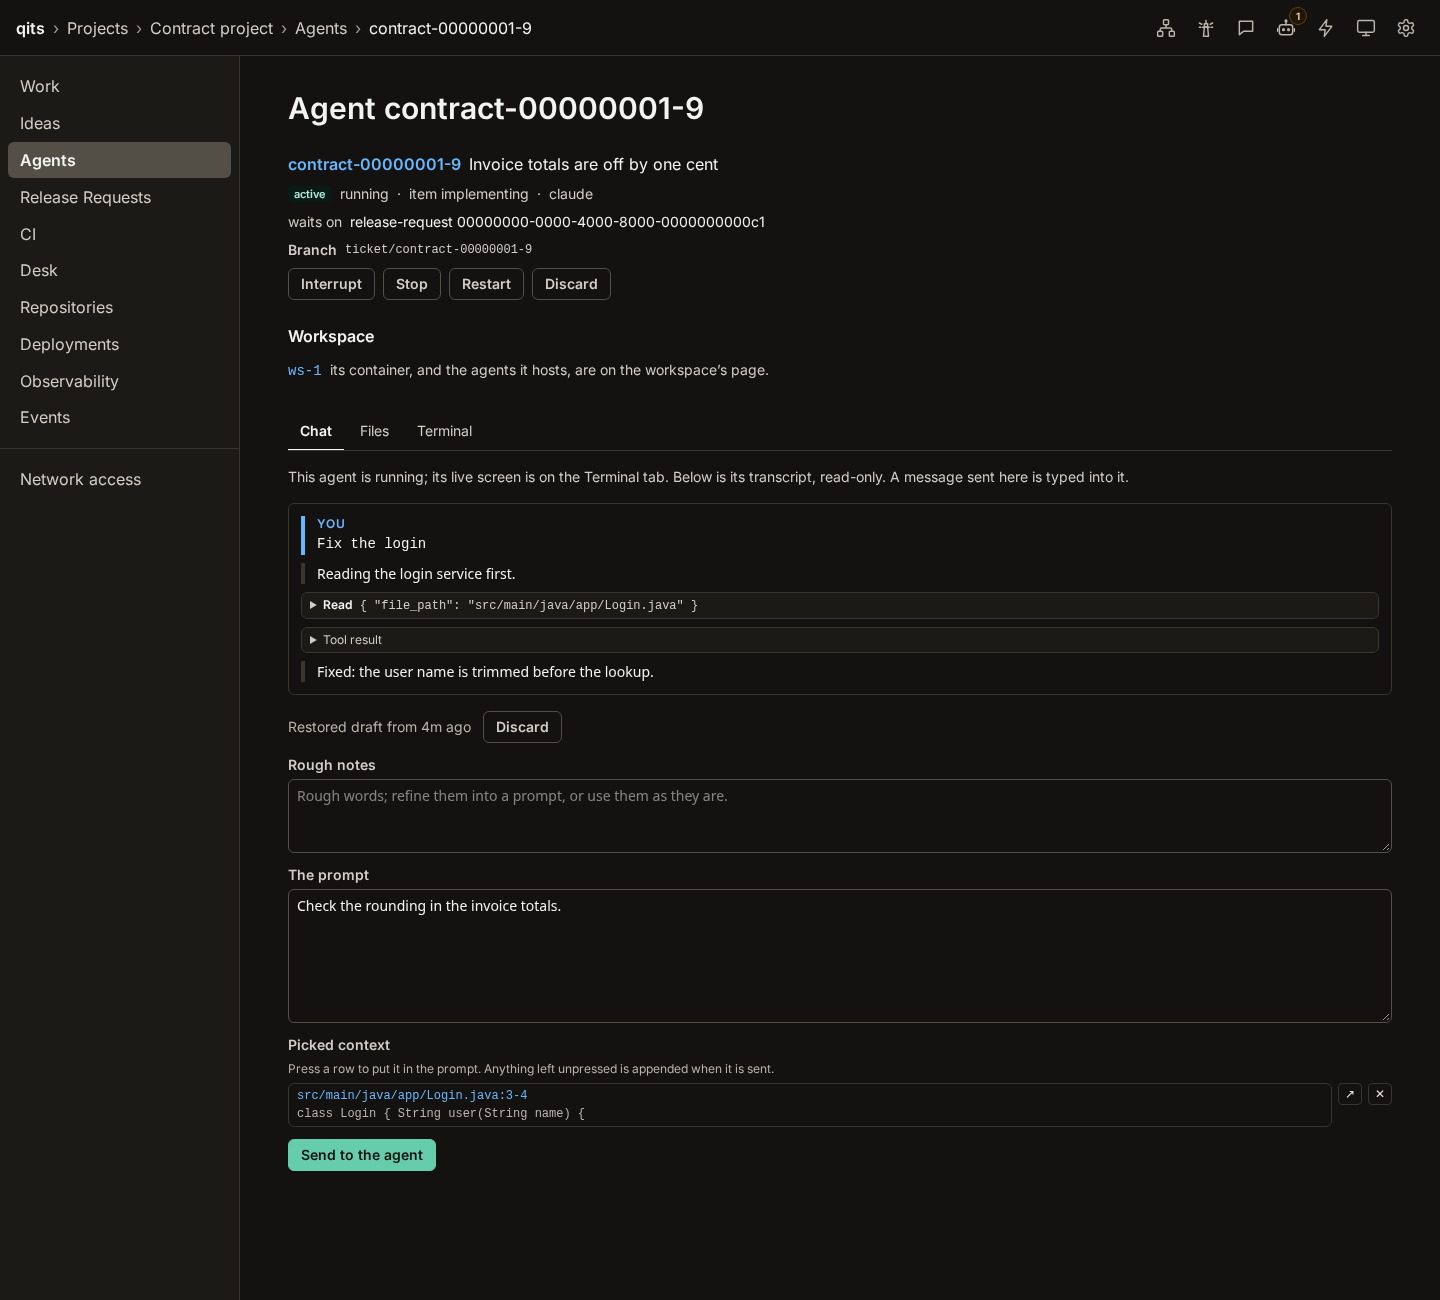 qits › Projects › Contract project › Agents › contract-00000001-9
1
Work
Ideas
Agents
Release Requests
CI
Desk
Repositories
Deployments
Observability
Events
Network access
Agent contract-00000001-9
contract-00000001-9 Invoice totals are off by one cent
active running · item implementing · claude
waits on release-request 00000000-0000-4000-8000-0000000000c1
Branch ticket/contract-00000001-9
Interrupt Stop Restart Discard
Workspace
ws-1 its container, and the agents it hosts, are on the workspace’s page.
Chat Files Terminal
This agent is running; its live screen is on the Terminal tab. Below is its transcript, read-only. A message sent here is typed into it.
YOU
Fix the login
Reading the login service first.
Read { "file_path": "src/main/java/app/Login.java" }
Tool result
Fixed: the user name is trimmed before the lookup.
Restored draft from 4m ago Discard
Rough notes
Rough words; refine them into a prompt, or use them as they are.
The prompt
Check the rounding in the invoice totals.
Picked context
Press a row to put it in the prompt. Anything left unpressed is appended when it is sent.
src/main/java/app/Login.java:3-4
class Login { String user(String name) {
Send to the agent